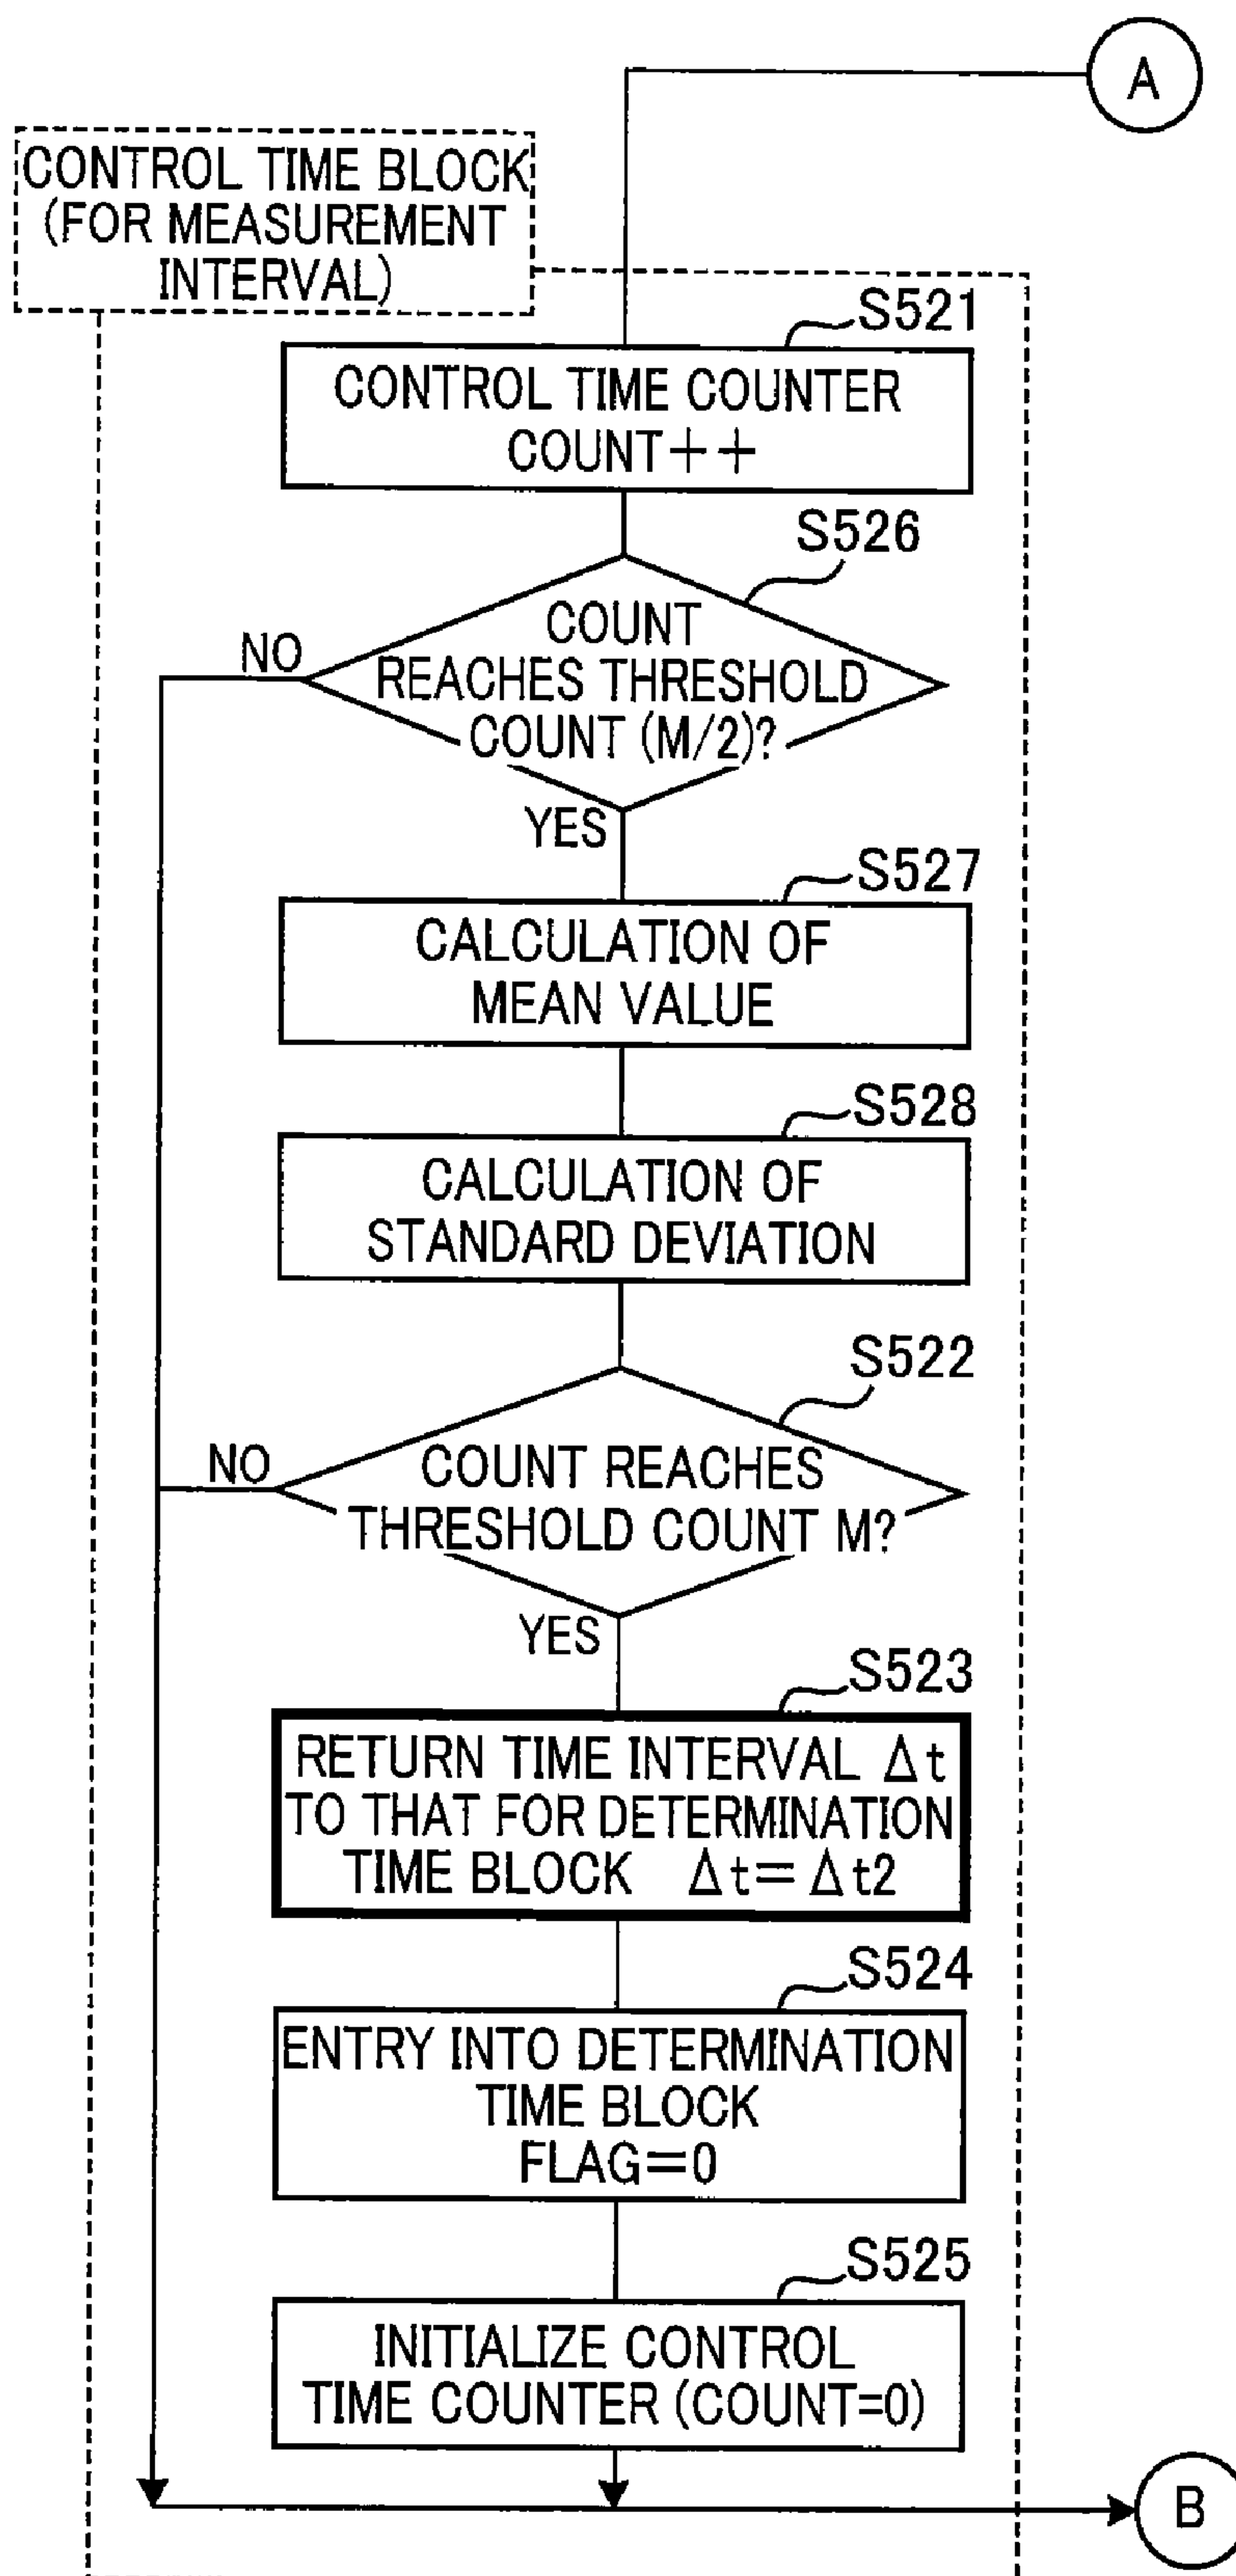 A
CONTROL TIME BLOCK
(FOR MEASUREMENT
INTERVAL)
S521
CONTROL TIME COUNTER
COUNT++
S526
COUNT
REACHES THRESHOLD
COUNT (M/2)?
NO
YES
S527
CALCULATION OF
MEAN VALUE
S528
CALCULATION OF
STANDARD DEVIATION
S522
COUNT REACHES
THRESHOLD COUNT M?
NO
YES
S523
RETURN TIME INTERVAL Δt
TO THAT FOR DETERMINATION
TIME BLOCK Δt=Δt2
S524
ENTRY INTO DETERMINATION
TIME BLOCK
FLAG=0
S525
INITIALIZE CONTROL
TIME COUNTER (COUNT=0)
B